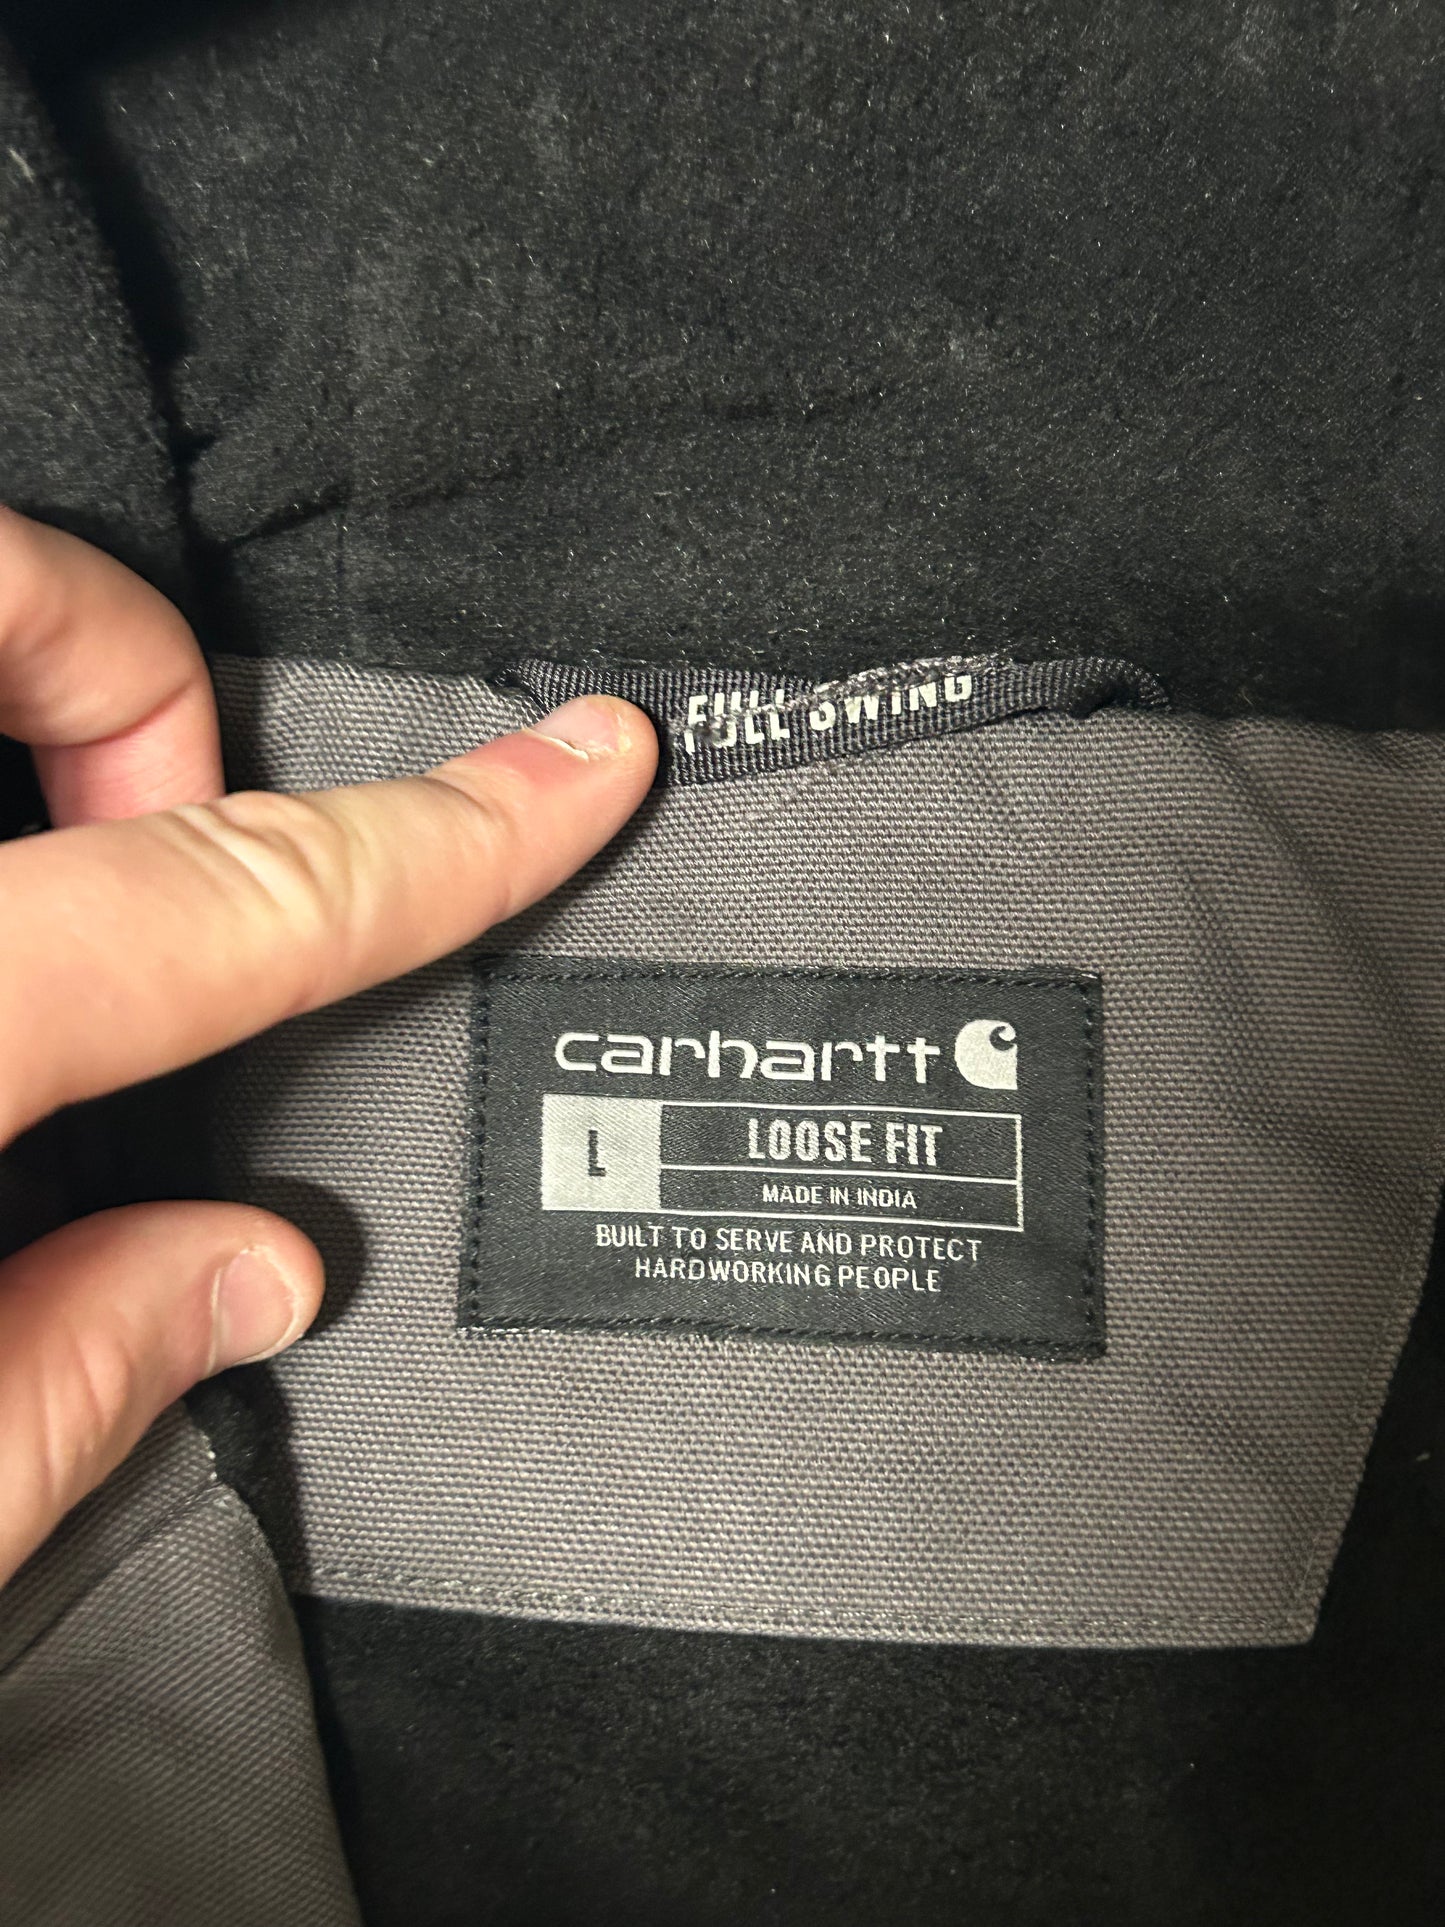 FULL SWING
carhartt
L
LOOSE FIT
MADE IN INDIA
BUILT TO SERVE AND PROTECT
HARDWORKING PEOPLE